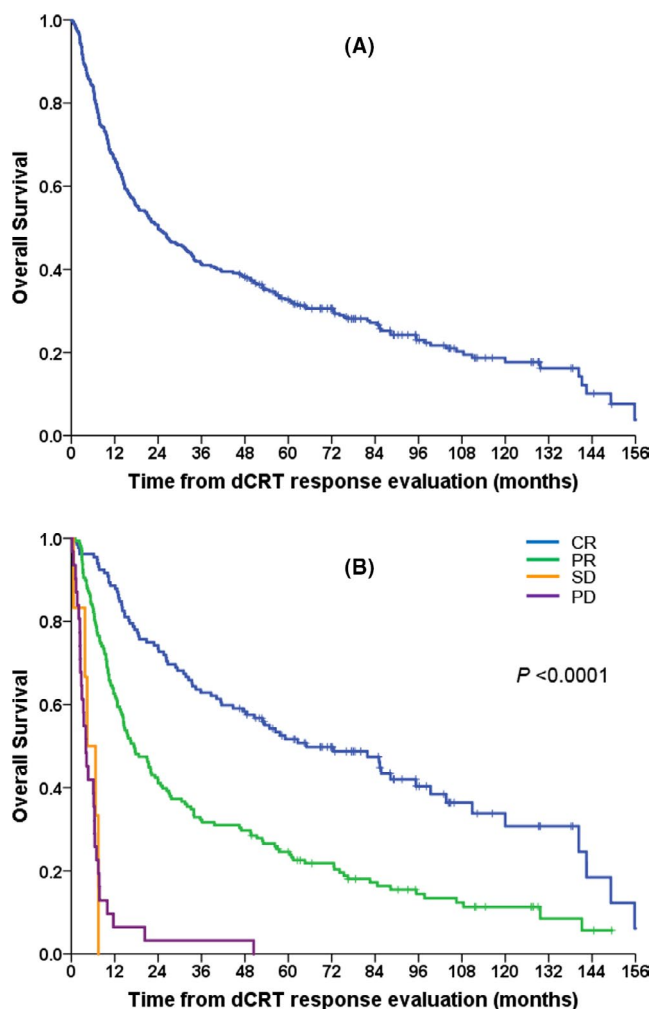 (A)
Overall Survival
1.0
0.8
0.6
0.4
0.2
0.0
0 12 24 36 48 60 72 84 96 108 120 132 144 156
Time from dCRT response evaluation (months)
(B)
CR
PR
SD
PD
P <0.0001
Overall Survival
1.0
0.8
0.6
0.4
0.2
0.0
0 12 24 36 48 60 72 84 96 108 120 132 144 156
Time from dCRT response evaluation (months)